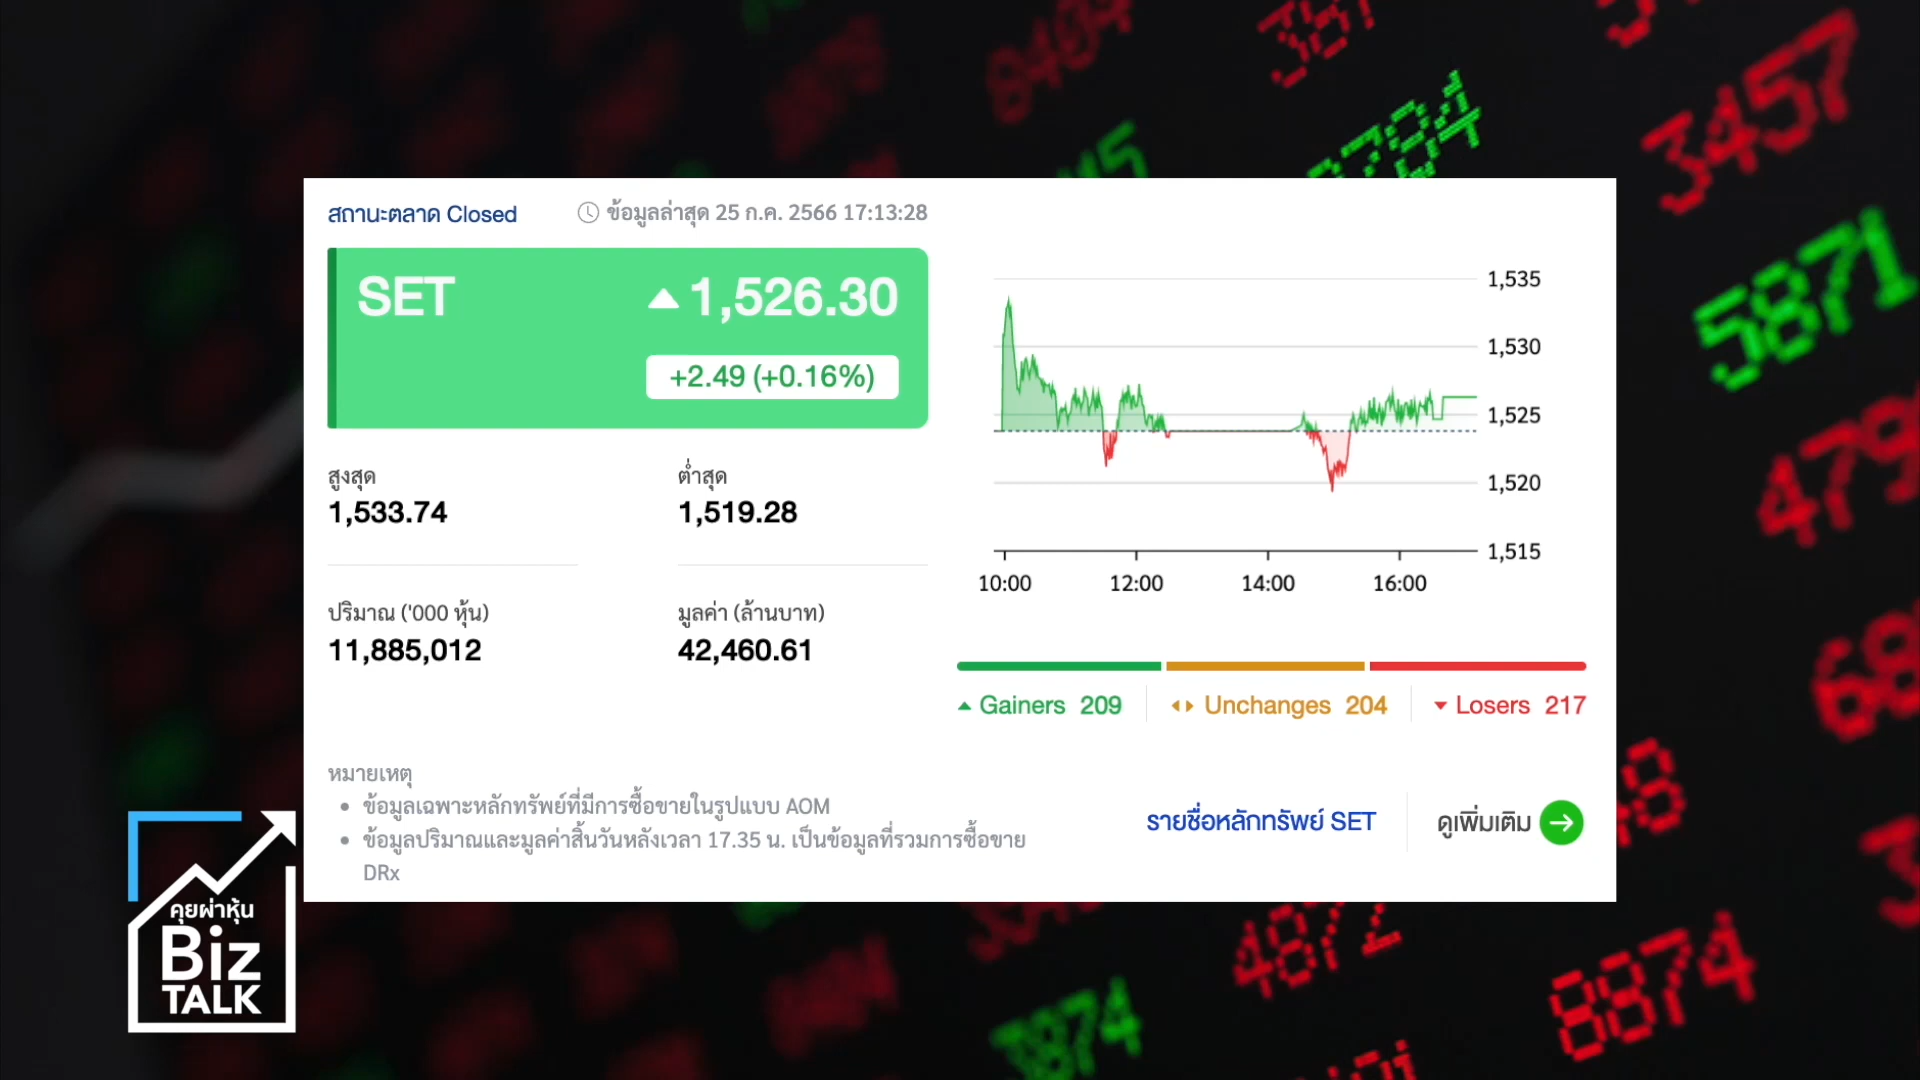 สถานะตลาด Closed
ข้อมูลล่าสุด 25 ก.ค. 2566 17:13:28
SET
1,526.30
+2.49 (+0.16%)
สูงสุด
1,533.74
ต่ำสุด
1,519.28
ปริมาณ ('000 หุ้น)
11,885,012
มูลค่า (ล้านบาท)
42,460.61
1,535
1,530
1,525
1,520
1,515
10:00 12:00 14:00 16:00
Gainers 209
Unchanges 204
Losers 217
หมายเหตุ
ข้อมูลเฉพาะหลักทรัพย์ที่มีการซื้อขายในรูปแบบ AOM
ข้อมูลปริมาณและมูลค่าสิ้นวันหลังเวลา 17.35 น. เป็นข้อมูลที่รวมการซื้อขาย
DRx
รายชื่อหลักทรัพย์ SET
ดูเพิ่มเติม
คุยผ่าหุ้น
Biz
TALK
3457
5871
4872
8874